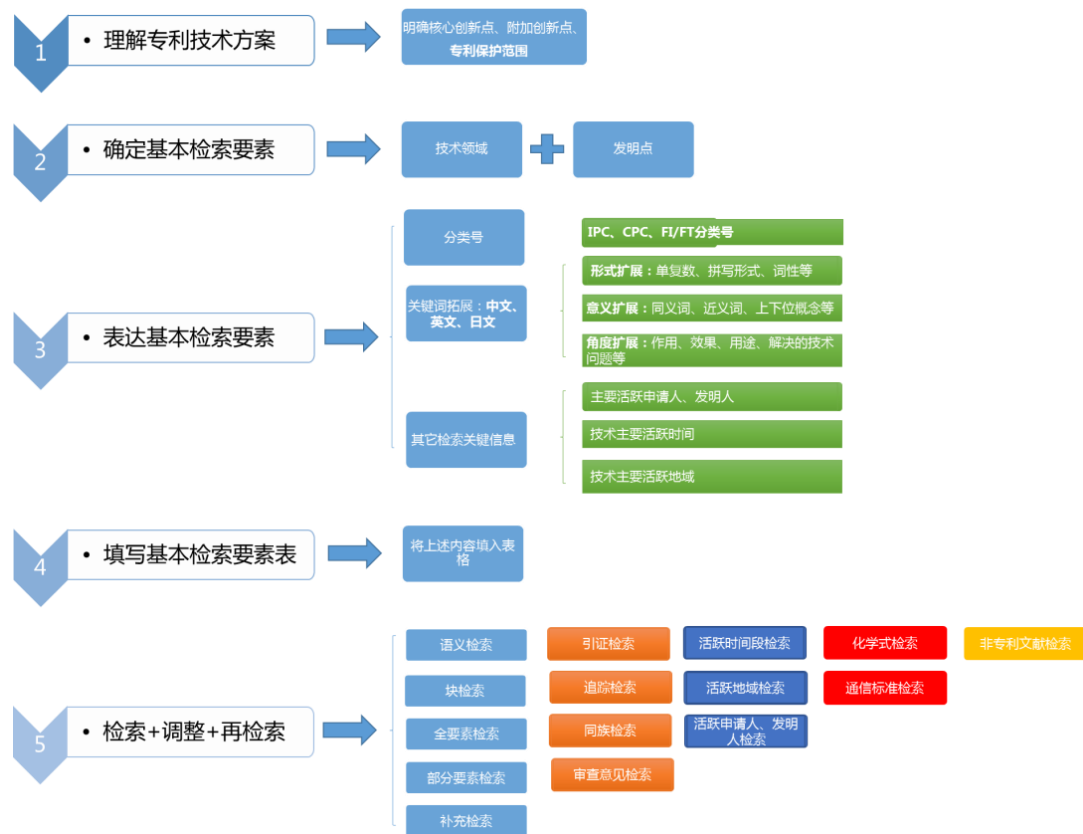 1
• 理解专利技术方案
明确核心创新点、附加创新点、
专利保护范围
2
• 确定基本检索要素
技术领域
发明点
3
• 表达基本检索要素
分类号
IPC、CPC、FI/FT分类号
关键词拓展：中文、
英文、日文
形式扩展：单复数、拼写形式、词性等
意义扩展：同义词、近义词、上下位概念等
角度扩展：作用、效果、用途、解决的技术
问题等
其它检索关键信息
主要活跃申请人、发明人
技术主要活跃时间
技术主要活跃地域
4
• 填写基本检索要素表
将上述内容填入表
格
5
• 检索+调整+再检索
语义检索
引证检索
活跃时间段检索
化学式检索
非专利文献检索
块检索
追踪检索
活跃地域检索
通信标准检索
全要素检索
同族检索
活跃申请人、发明
人检索
部分要素检索
审查意见检索
补充检索